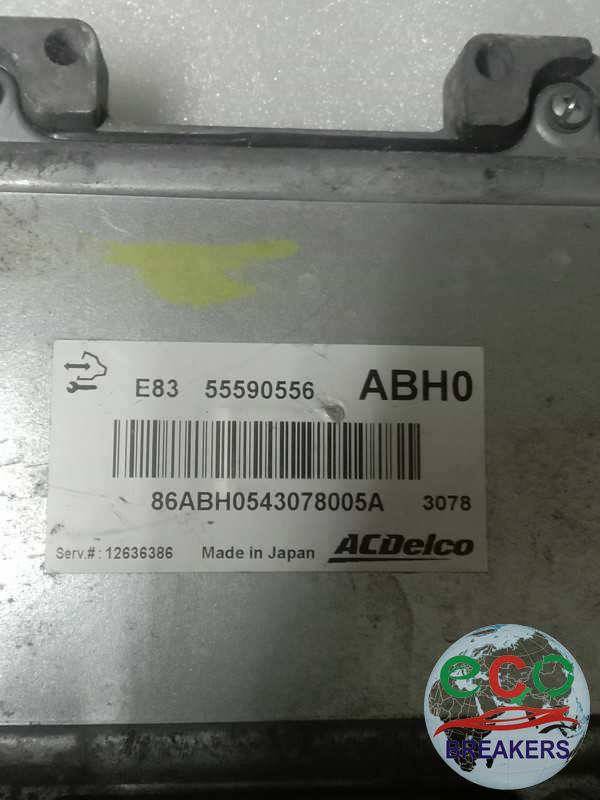 E83 55590556 ABH0
86ABH0543078005A 3078
Serv.#: 12636386 Made in Japan ACDelco
eco
BREAKERS